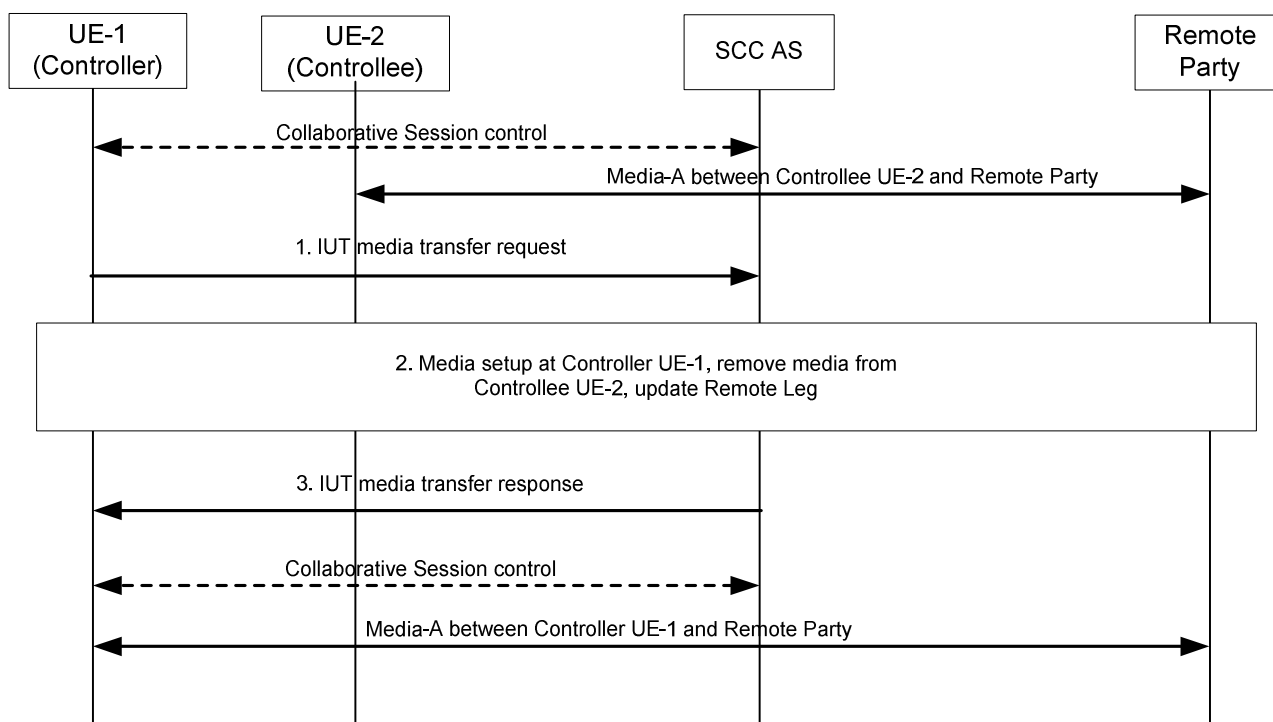 UE-1
(Controller)
UE-2
(Controllee)
SCC AS
Remote
Party
Collaborative Session control
Media-A between Controllee UE-2 and Remote Party
1. IUT media transfer request
2. Media setup at Controller UE-1, remove media from
Controllee UE-2, update Remote Leg
3. IUT media transfer response
Collaborative Session control
Media-A between Controller UE-1 and Remote Party